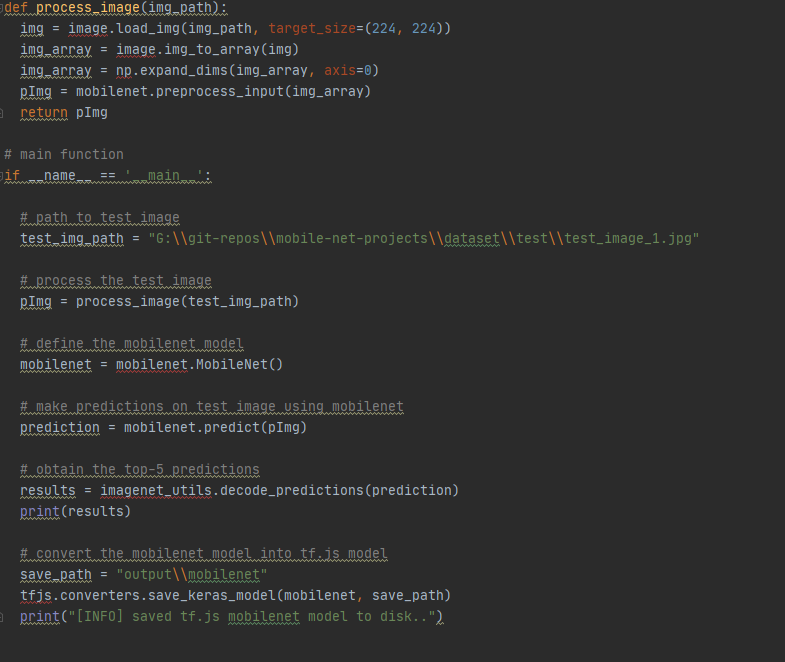 def process_image(img_path):
  img = image.load_img(img_path, target_size=(224, 224))
  img_array = image.img_to_array(img)
  img_array = np.expand_dims(img_array, axis=0)
  pImg = mobilenet.preprocess_input(img_array)
  return pImg
# main function
if __name__ == '__main__':
  # path to test image
  test_img_path = "G:\\git-repos\\mobile-net-projects\\dataset\\test\\test_image_1.jpg"
  # process the test image
  pImg = process_image(test_img_path)
  # define the mobilenet model
  mobilenet = mobilenet.MobileNet()
  # make predictions on test image using mobilenet
  prediction = mobilenet.predict(pImg)
  # obtain the top-5 predictions
  results = imagenet_utils.decode_predictions(prediction)
  print(results)
  # convert the mobilenet model into tf.js model
  save_path = "output\\mobilenet"
  tfjs.converters.save_keras_model(mobilenet, save_path)
  print("[INFO] saved tf.js mobilenet model to disk..")